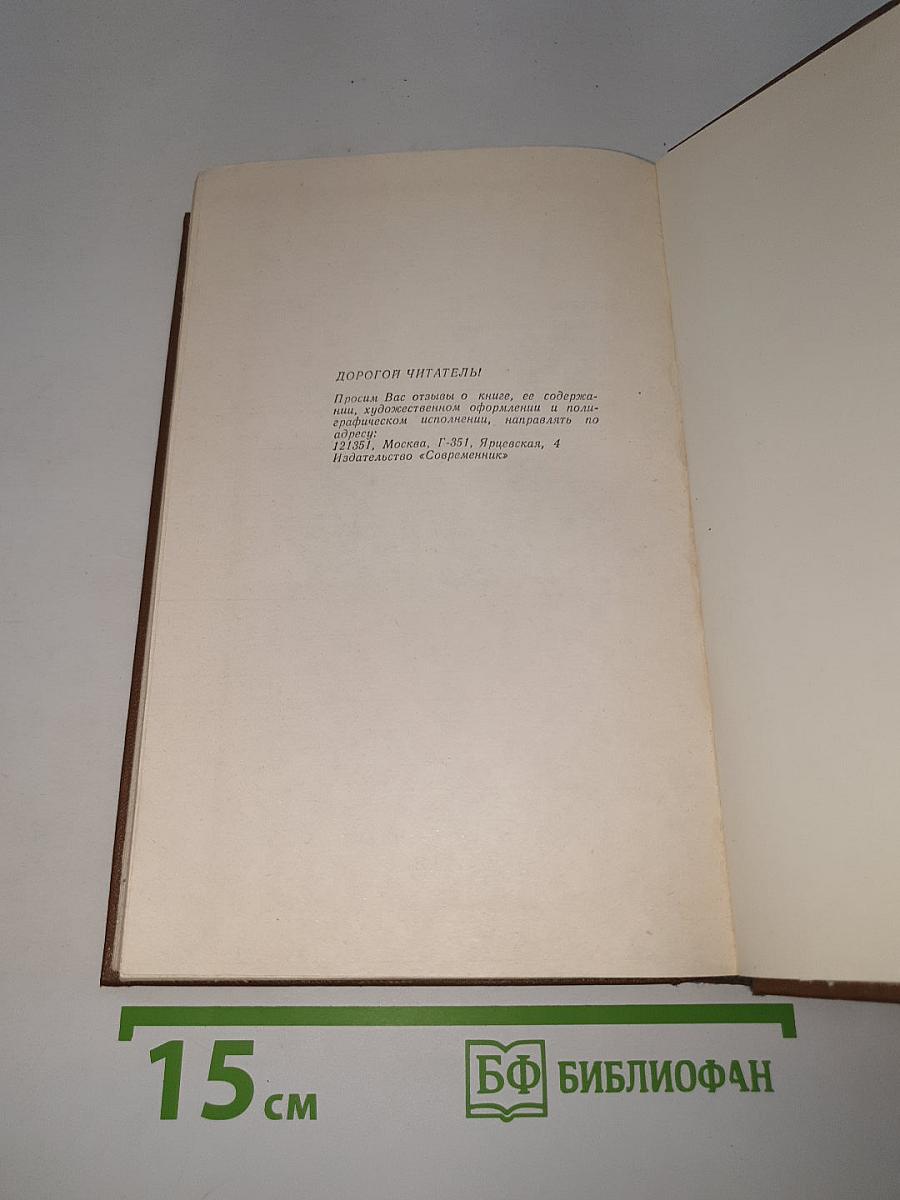 ДОРОГОЙ ЧИТАТЕЛЬ!
Просим Вас отзывы о книге, ее содержа-
нии, художественном оформлении и поли-
графическом исполнении, направлять по
адресу:
121351, Москва, Г-351, Ярцевская, 4
Издательство «Современник»
15 см
БФ БИБЛИОФАН